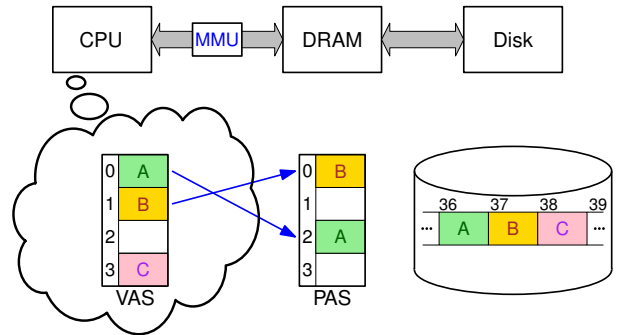 CPU MMU DRAM Disk
0 A 0 B
1 B 1
2 2 A
3 C 3
VAS PAS
36 37 38 39
... A B C ...